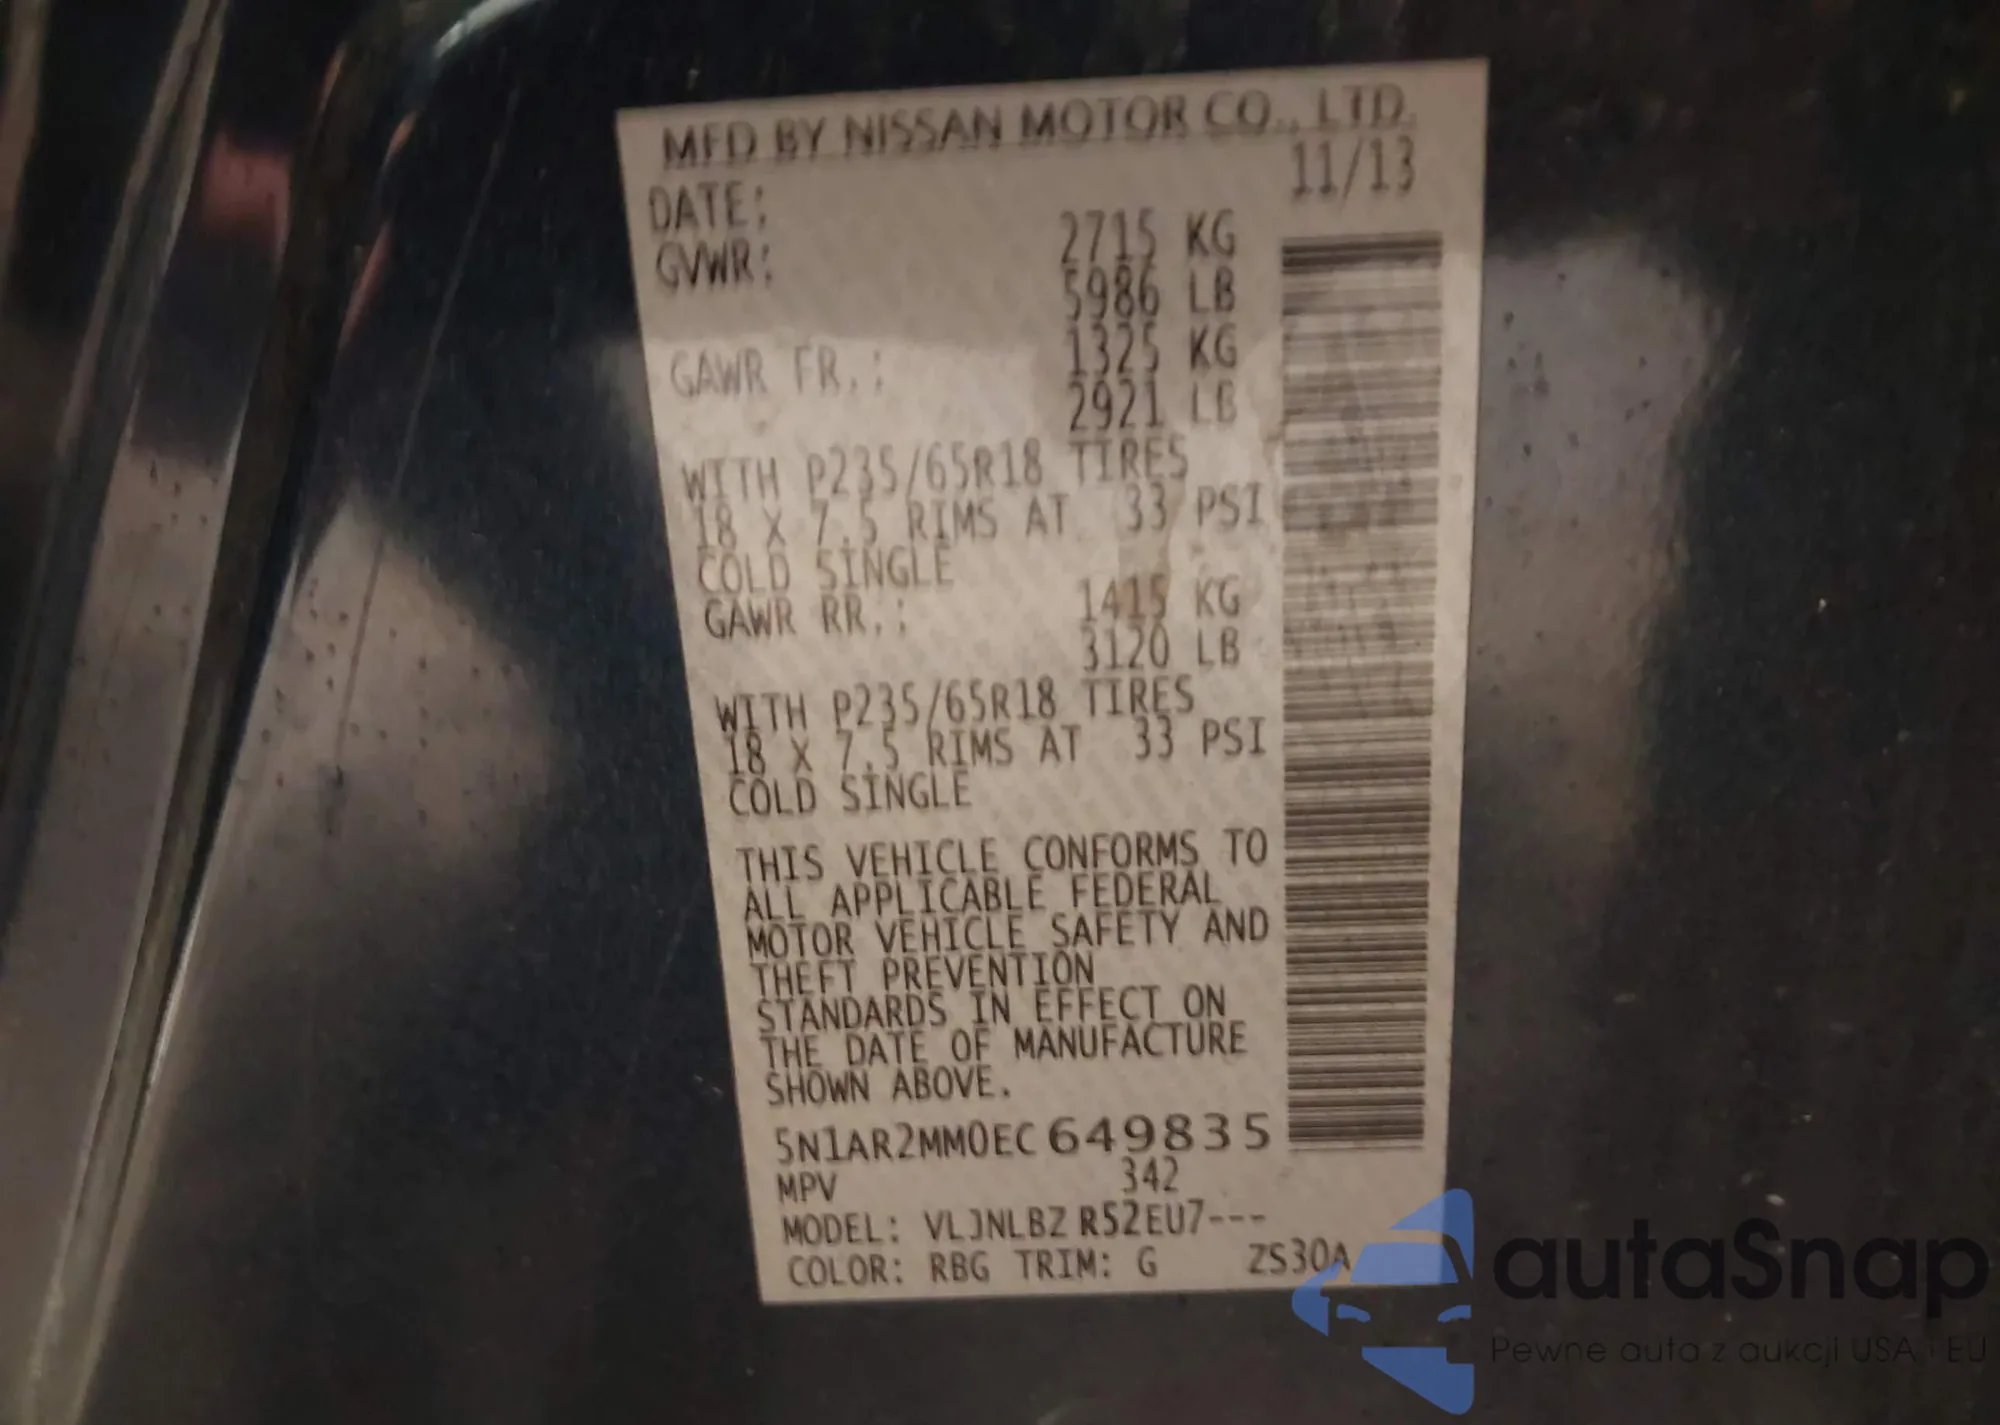 MFD BY NISSAN MOTOR CO., LTD.
DATE: 11/13
GVWR: 2715 KG
5986 LB
GAWR FR.: 1325 KG
2921 LB
WITH P235/65R18 TIRES
18 X 7.5 RIMS AT 33 PSI
COLD SINGLE
GAWR RR.: 1415 KG
3120 LB
WITH P235/65R18 TIRES
18 X 7.5 RIMS AT 33 PSI
COLD SINGLE
THIS VEHICLE CONFORMS TO
ALL APPLICABLE FEDERAL
MOTOR VEHICLE SAFETY AND
THEFT PREVENTION
STANDARDS IN EFFECT ON
THE DATE OF MANUFACTURE
SHOWN ABOVE.
5N1AR2MM0EC649835
MPV 342
MODEL: VLJNLBZ R52EU7---
COLOR: RBG TRIM: G ZS30A
autaSnap
Pewne auta z aukcji USA i EU